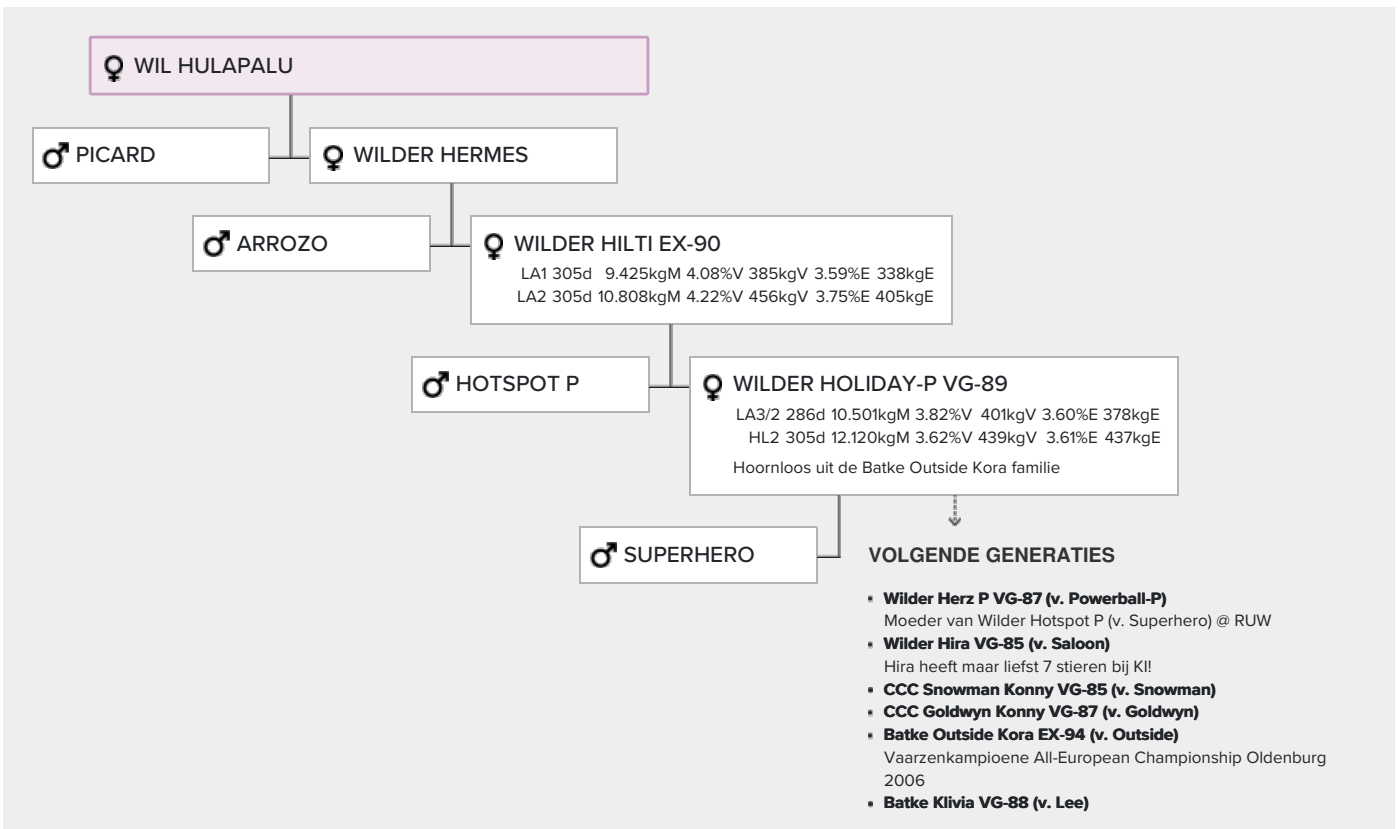 WIL HULAPALU
PICARD
WILDER HERMES
ARROZO
WILDER HILTI EX-90
LA1 305d 9.425kgM 4.08%V 385kgV 3.59%E 338kgE
LA2 305d 10.808kgM 4.22%V 456kgV 3.75%E 405kgE
HOTSPOT P
WILDER HOLIDAY-P VG-89
LA3/2 286d 10.501kgM 3.82%V 401kgV 3.60%E 378kgE
HL2 305d 12.120kgM 3.62%V 439kgV 3.61%E 437kgE
Hoornloos uit de Batke Outside Kora familie
SUPERHERO
VOLGENDE GENERATIES
Wilder Herz P VG-87 (v. Powerball-P)
Moeder van Wilder Hotspot P (v. Superhero) @ RUW
Wilder Hira VG-85 (v. Saloon)
Hira heeft maar liefst 7 stieren bij KI!
CCC Snowman Konny VG-85 (v. Snowman)
CCC Goldwyn Konny VG-87 (v. Goldwyn)
Batke Outside Kora EX-94 (v. Outside)
Vaarzenkampioene All-European Championship Oldenburg
2006
Batke Klivia VG-88 (v. Lee)